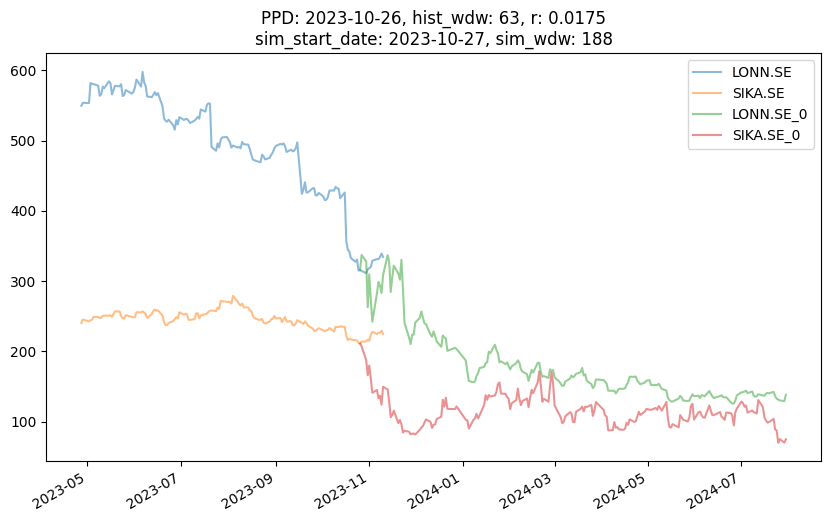 PPD: 2023-10-26, hist_wdw: 63, r: 0.0175
sim_start_date: 2023-10-27, sim_wdw: 188
LONN.SE
SIKA.SE
LONN.SE_0
SIKA.SE_0
600
500
400
300
200
100
2023-05
2023-07
2023-09
2023-11
2024-01
2024-03
2024-05
2024-07